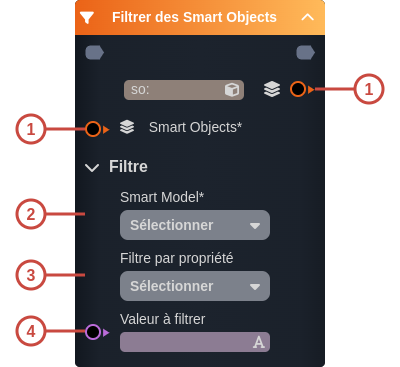 Filtrer des Smart Objects
so:
1
1
Smart Objects*
Filtre
Smart Model*
2
Sélectionner
Filtre par propriété
3
Sélectionner
Valeur à filtrer
4
A